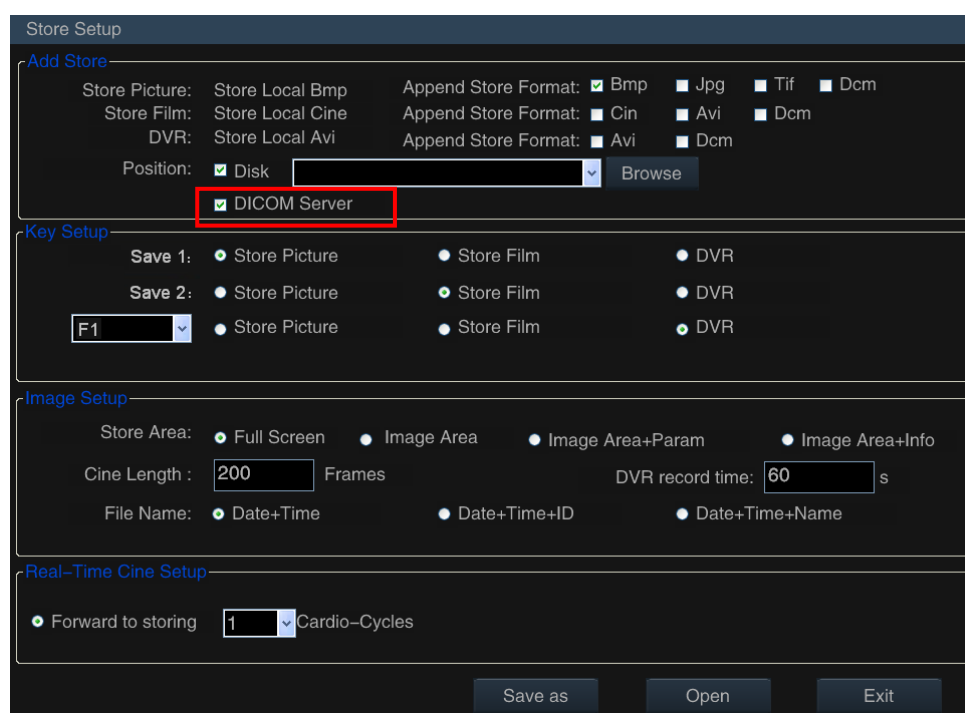 Store Setup
Add Store
Store Picture: Store Local Bmp Append Store Format: Bmp Jpg Tif Dcm
Store Film: Store Local Cine Append Store Format: Cin Avi Dcm
DVR: Store Local Avi Append Store Format: Avi Dcm
Position: Disk Browse
DICOM Server
Key Setup
Save 1: Store Picture Store Film DVR
Save 2: Store Picture Store Film DVR
F1 Store Picture Store Film DVR
Image Setup
Store Area: Full Screen Image Area Image Area+Param Image Area+Info
Cine Length : 200 Frames DVR record time: 60 s
File Name: Date+Time Date+Time+ID Date+Time+Name
Real-Time Cine Setup
Forward to storing 1 Cardio-Cycles
Save as Open Exit